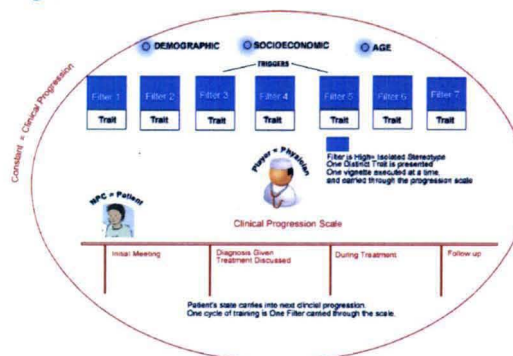 DEMOGRAPHIC SOCIOECONOMIC AGE
TRIGGERS
Filter 1 Filter 2 Filter 3 Filter 4 Filter 5 Filter 6 Filter 7
Trait Trait Trait Trait Trait Trait Trait
Constant = Clinical Progression
Filter is High= Isolated Stereotype
One Distinct Trait is presented
One vignette executed at a time,
and carried through the progression scale
Player = Physician
NPC = Patient
Clinical Progression Scale
Initial Meeting
Diagnosis Given
Treatment Discussed
During Treatment
Follow up
Patient's state carries into next clincial progression.
One cycle of training is One Filter carried through the scale.